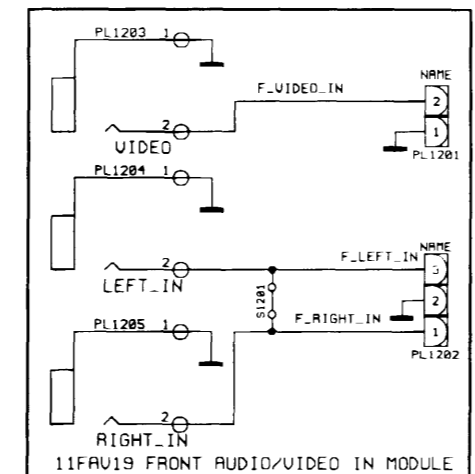 PL1203 1
NAME
F_VIDEO_IN
2
2
1
VIDEO
PL1201
PL1204 1
NAME
F_LEFT_IN
2
3
LEFT_IN
S1201
2
PL1205 1
F_RIGHT_IN
1
PL1202
2
RIGHT_IN
11FAV19 FRONT AUDIO/VIDEO IN MODULE